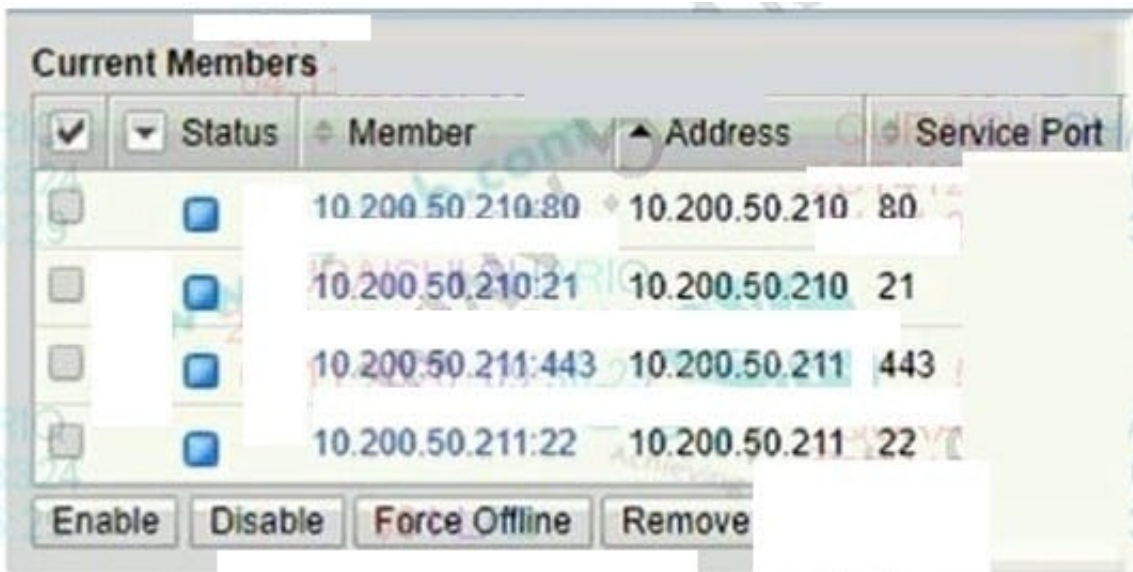 Current Members
Status Member Address Service Port
10.200.50.210:80 10.200.50.210 80
10.200.50.210:21 10.200.50.210 21
10.200.50.211:443 10.200.50.211 443
10.200.50.211:22 10.200.50.211 22
Enable Disable Force Offline Remove